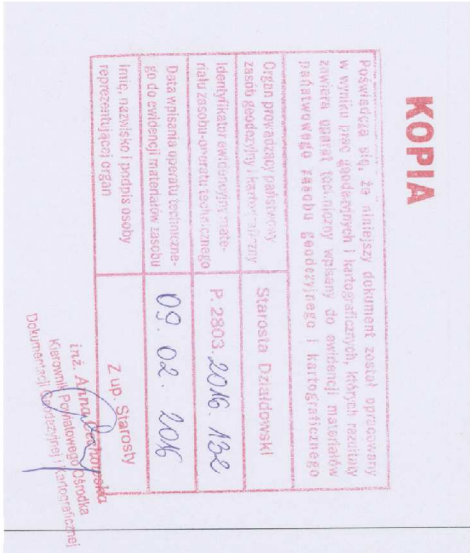 KOPIA
Poświadcza się, że niniejszy dokument został opracowany
w wyniku prac geodezyjnych i kartograficznych, których rezultaty
zawiera operat techniczny wpisany do ewidencji materiałów
państwowego zasobu geodezyjnego i kartograficznego
Organ prowadzący państwowy
zasób geodezyjny i kartograficzny
Starosta Działdowski
Identyfikator ewidencyjny mate-
riału zasobu-operatu technicznego
P. 2803. 2016. 132
Data wpisania operatu techniczne-
go do ewidencji materiałów zasobu
09. 02. 2016
Imię, nazwisko i podpis osoby
reprezentującej organ
Z up. Starosty
inż. Anna
Kierownik Powiatowego Ośrodka
Dokumentacji Geodezyjnej i Kartograficznej